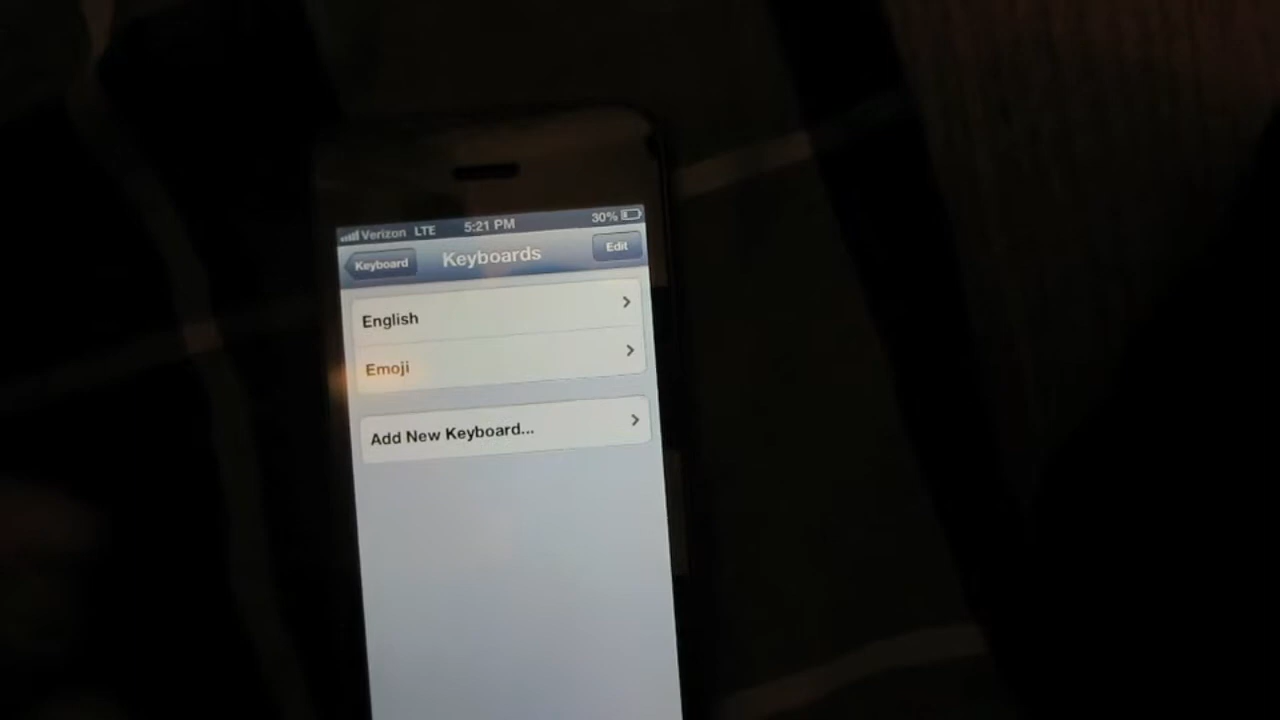 Verizon LTE 5:21 PM 30%
Keyboard Keyboards Edit
English
Emoji
Add New Keyboard...